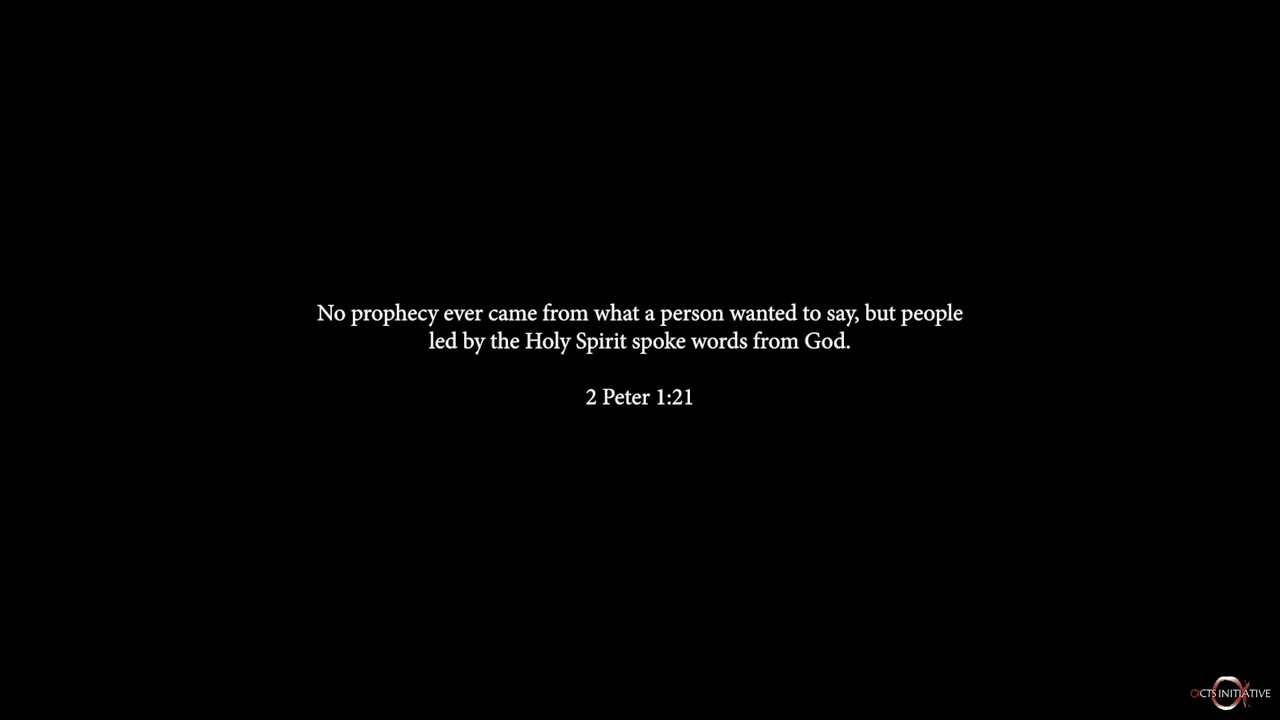 No prophecy ever came from what a person wanted to say, but people
led by the Holy Spirit spoke words from God.
2 Peter 1:21
ACTS INITIATIVE